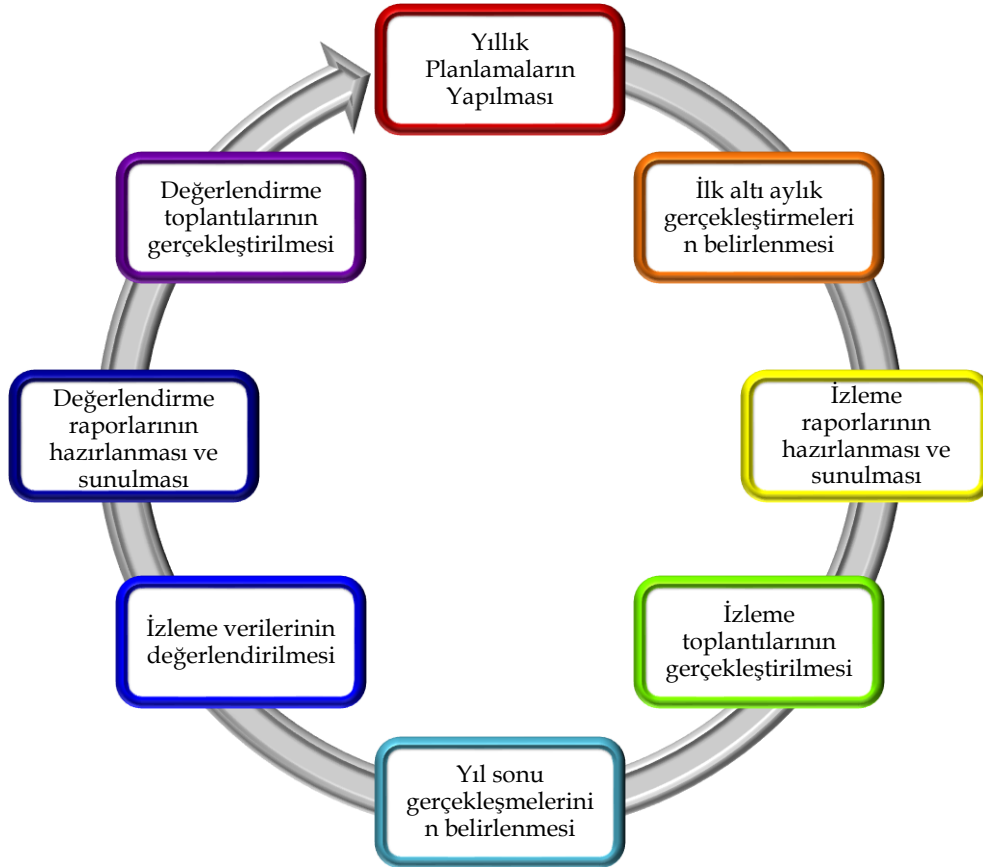 Yıllık
Planlamaların
Yapılması
İlk altı aylık
gerçekleştirmeleri
n belirlenmesi
İzleme
raporlarının
hazırlanması ve
sunulması
İzleme
toplantılarının
gerçekleştirilmesi
Yıl sonu
gerçekleşmelerini
n belirlenmesi
İzleme verilerinin
değerlendirilmesi
Değerlendirme
raporlarının
hazırlanması ve
sunulması
Değerlendirme
toplantılarının
gerçekleştirilmesi